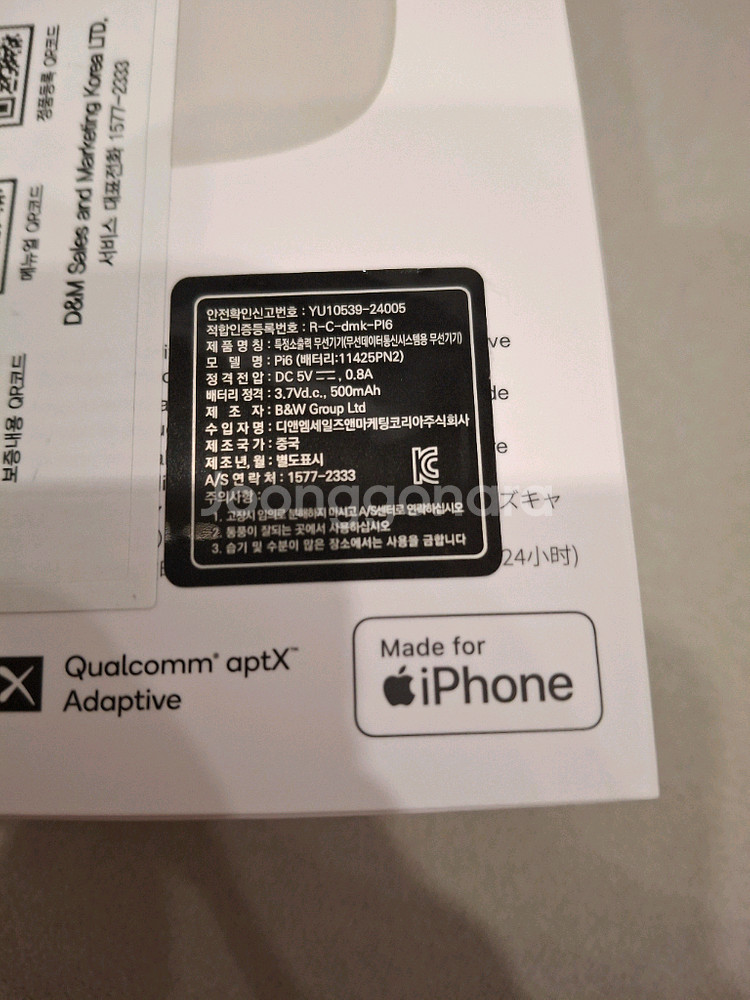 정품등록 QR코드
메뉴얼 QR코드
보증내용 QR코드
D&M Sales and Marketing Korea LTD.
서비스 대표전화 1577-2333
안전확인신고번호 : YU10539-24005
적합인증등록번호 : R-C-dmk-PI6
제 품 명 칭 : 특정소출력 무선기기(무선데이터통신시스템용 무선기기)
모 델 명 : Pi6 (배터리:11425PN2)
정 격 전 압 : DC 5V ⎓, 0.8A
배터리 정격 : 3.7Vd.c., 500mAh
제 조 자 : B&W Group Ltd
수 입 자 명 : 디앤엠세일즈앤마케팅코리아주식회사
제 조 국 가 : 중국
제 조 년, 월 : 별도표시
A/S 연 락 처 : 1577-2333
주의사항 :
1. 고장시 임의로 분해하지 마시고 A/S센터로 연락하십시오
2. 통풍이 잘되는 곳에서 사용하십시오
3. 습기 및 수분이 많은 장소에서는 사용을 금합니다
Joonggonara
ve
de
e
ズキャ
24小时)
Qualcomm® aptX™
Adaptive
Made for
iPhone